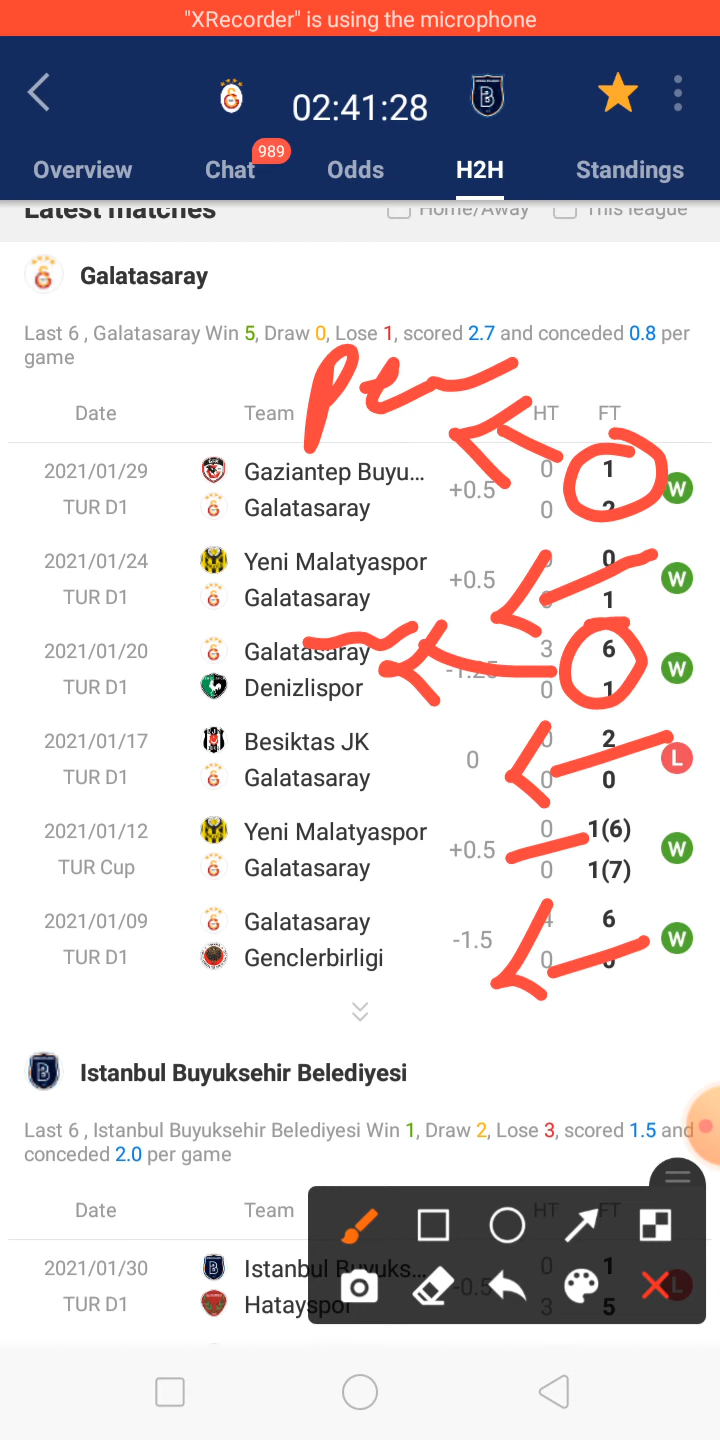 "XRecorder" is using the microphone
02:41:28
989
Overview Chat Odds H2H Standings
Latest matches Home/Away This league
Galatasaray
Last 6 , Galatasaray Win 5, Draw 0, Lose 1, scored 2.7 and conceded 0.8 per
game
Date Team HT FT
2021/01/29 Gaziantep Buyu... 0 1
+0.5 W
TUR D1 Galatasaray 0 2
2021/01/24 Yeni Malatyaspor 0
+0.5 W
TUR D1 Galatasaray 1
2021/01/20 Galatasaray 3 6
-1.25 W
TUR D1 Denizlispor 0 1
2021/01/17 Besiktas JK 0 2
0 L
TUR D1 Galatasaray 0 0
2021/01/12 Yeni Malatyaspor 0 1(6)
+0.5 W
TUR Cup Galatasaray 0 1(7)
2021/01/09 Galatasaray 4 6
-1.5 W
TUR D1 Genclerbirligi 0 0
Istanbul Buyuksehir Belediyesi
Last 6 , Istanbul Buyuksehir Belediyesi Win 1, Draw 2, Lose 3, scored 1.5 and
conceded 2.0 per game
Date Team HT FT
2021/01/30 Istanbul Buyuks... 0 1
-0.5 L
TUR D1 Hatayspor 3 5